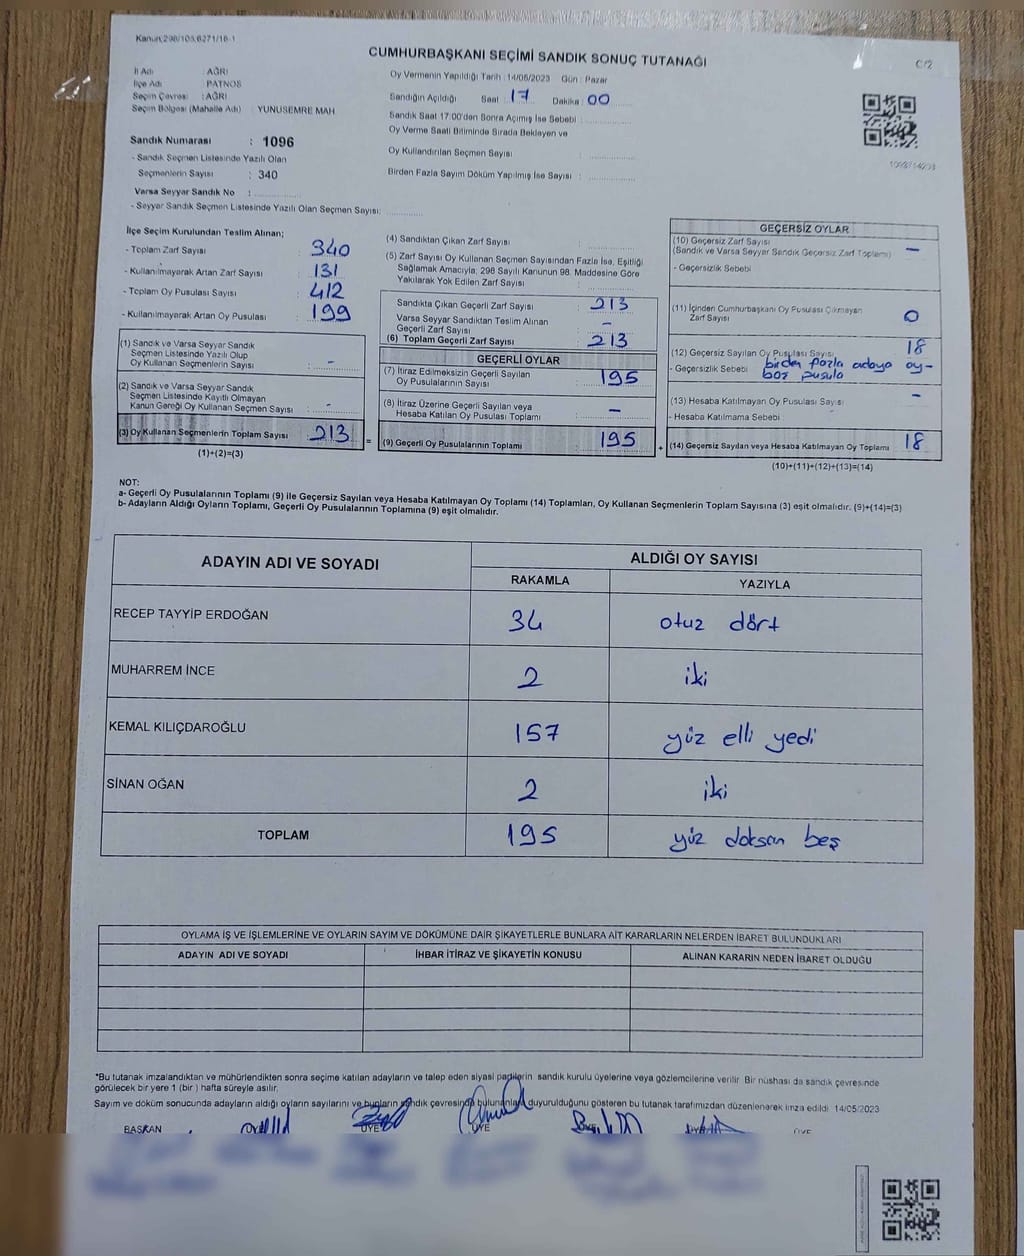 Kanun:298/105,6271/16-1
CUMHURBAŞKANI SEÇİMİ SANDIK SONUÇ TUTANAĞI
C/2
İl Adı : AĞRI
İlçe Adı : PATNOS
Seçim Çevresi : AĞRI
Seçim Bölgesi (Mahalle Adı) : YUNUSEMRE MAH.
Oy Vermenin Yapıldığı Tarih :14/05/2023 Gün : Pazar
Sandığın Açıldığı Saat : 17 Dakika : 00
Sandık Saat 17:00'den Sonra Açımış İse Sebebi :
Oy Verme Saati Bitiminde Sırada Bekleyen ve
Oy Kullandırılan Seçmen Sayısı :
Birden Fazla Sayım Döküm Yapılmış İse Sayısı :
Sandık Numarası : 1096
- Sandık Seçmen Listesinde Yazılı Olan
Seçmenlerin Sayısı : 340
Varsa Seyyar Sandık No :
- Seyyar Sandık Seçmen Listesinde Yazılı Olan Seçmen Sayısı:
İlçe Seçim Kurulundan Teslim Alınan;
- Toplam Zarf Sayısı : 340
- Kullanılmayarak Artan Zarf Sayısı : 131
- Toplam Oy Pusulası Sayısı : 412
- Kullanılmayarak Artan Oy Pusulası : 199
(1) Sandık ve Varsa Seyyar Sandık
Seçmen Listesinde Yazılı Olup
Oy Kullanan Seçmenlerin Sayısı : -
(2) Sandık ve Varsa Seyyar Sandık
Seçmen Listesinde Kayıtlı Olmayan
Kanun Gereği Oy Kullanan Seçmen Sayısı : -
(3) Oy Kullanan Seçmenlerin Toplam Sayısı : 213
(1)+(2)=(3)
=
(4) Sandıktan Çıkan Zarf Sayısı :
(5) Zarf Sayısı Oy Kullanan Seçmen Sayısından Fazla İse, Eşitliği
Sağlamak Amacıyla; 298 Sayılı Kanunun 98. Maddesine Göre
Yakılarak Yok Edilen Zarf Sayısı :
Sandıkta Çıkan Geçerli Zarf Sayısı : 213
Varsa Seyyar Sandıktan Teslim Alınan
Geçerli Zarf Sayısı : -
(6) Toplam Geçerli Zarf Sayısı : 213
GEÇERLİ OYLAR
(7) İtiraz Edilmeksizin Geçerli Sayılan
Oy Pusulalarının Sayısı : 195
(8) İtiraz Üzerine Geçerli Sayılan veya
Hesaba Katılan Oy Pusulası Toplamı : -
(9) Geçerli Oy Pusulalarının Toplamı : 195
+
GEÇERSİZ OYLAR
(10) Geçersiz Zarf Sayısı : -
(Sandık ve Varsa Seyyar Sandık Geçersiz Zarf Toplamı)
- Geçersizlik Sebebi
(11) İçinden Cumhurbaşkanı Oy Pusulası Çıkmayan
Zarf Sayısı : 0
(12) Geçersiz Sayılan Oy Pusulası Sayısı : 18
- Geçersizlik Sebebi birden fazla adaya oy-
boş pusula
(13) Hesaba Katılmayan Oy Pusulası Sayısı : -
- Hesaba Katılmama Sebebi
(14) Geçersiz Sayılan veya Hesaba Katılmayan Oy Toplamı : 18
(10)+(11)+(12)+(13)=(14)
NOT:
a- Geçerli Oy Pusulalarının Toplamı (9) ile Geçersiz Sayılan veya Hesaba Katılmayan Oy Toplamı (14) Toplamları, Oy Kullanan Seçmenlerin Toplam Sayısına (3) eşit olmalıdır. (9)+(14)=(3)
b- Adayların Aldığı Oyların Toplamı, Geçerli Oy Pusulalarının Toplamına (9) eşit olmalıdır.
ADAYIN ADI VE SOYADI ALDIĞI OY SAYISI
RAKAMLA YAZIYLA
RECEP TAYYİP ERDOĞAN 34 otuz dört
MUHARREM İNCE 2 iki
KEMAL KILIÇDAROĞLU 157 yüz elli yedi
SİNAN OĞAN 2 iki
TOPLAM 195 yüz doksan beş
OYLAMA İŞ VE İŞLEMLERİNE VE OYLARIN SAYIM VE DÖKÜMÜNE DAİR ŞİKAYETLERLE BUNLARA AİT KARARLARIN NELERDEN İBARET BULUNDUKLARI
ADAYIN ADI VE SOYADI İHBAR İTİRAZ VE ŞİKAYETİN KONUSU ALINAN KARARIN NEDEN İBARET OLDUĞU
*Bu tutanak imzalandıktan ve mühürlendikten sonra seçime katılan adayların ve talep eden siyasi partilerin sandık kurulu üyelerine veya gözlemcilerine verilir. Bir nüshası da sandık çevresinde
görülecek bir yere 1 (bir) hafta süreyle asılır.
Sayım ve döküm sonucunda adayların aldığı oyların sayılarını ve bunların sandık çevresinde bulunanlara duyurulduğunu gösteren bu tutanak tarafımızdan düzenlenerek imza edildi. 14/05/2023
BAŞKAN ÜYE ÜYE ÜYE ÜYE